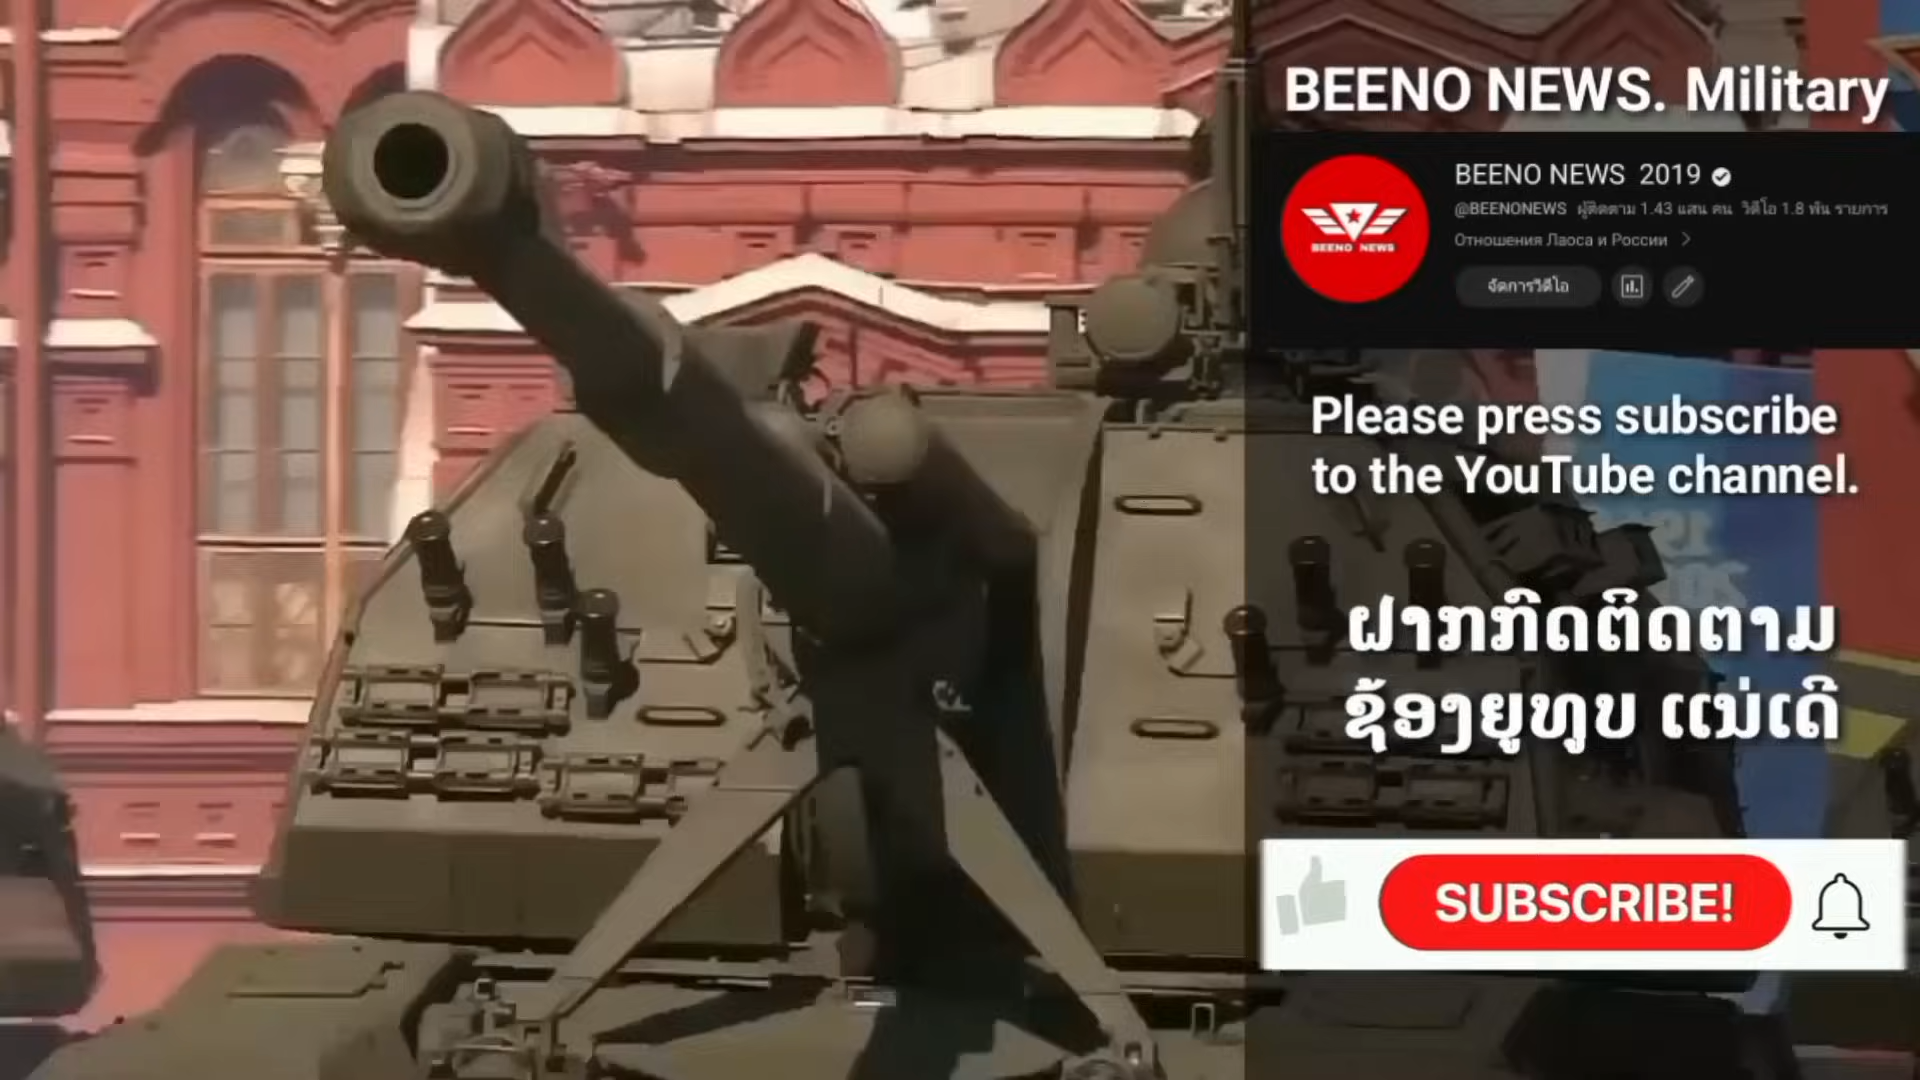 BEENO NEWS. Military
BEENO NEWS 2019
@BEENONEWS ผู้ติดตาม 1.43 แสน คน วิดีโอ 1.8 พัน รายการ
Отношения Лаоса и России
BEENO NEWS
จัดการวิดีโอ
Please press subscribe
to the YouTube channel.
ຝາກກົດຕິດຕາມ
ຊ້ອງຍູທູບ ແນ່ເດີ
SUBSCRIBE!